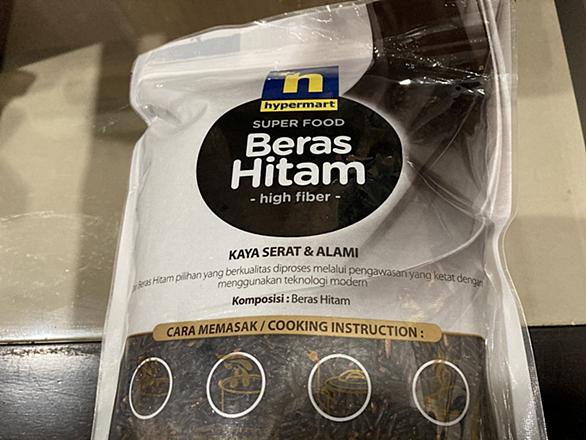 n
hypermart
SUPER FOOD
Beras
Hitam
- high fiber -
KAYA SERAT & ALAMI
Beras Hitam pilihan yang berkualitas diproses melalui pengawasan yang ketat dengan
menggunakan teknologi modern
Komposisi : Beras Hitam
CARA MEMASAK / COOKING INSTRUCTION :